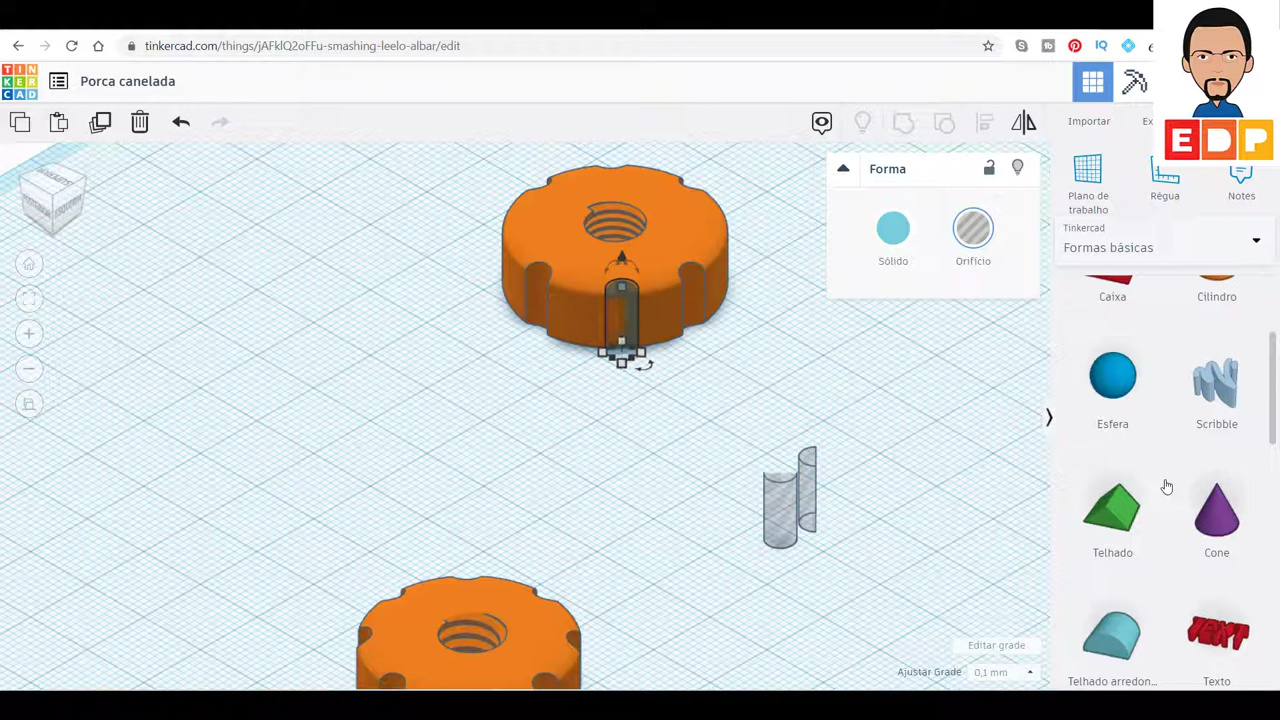 tinkercad.com/things/jAFklQ2oFFu-smashing-leelo-albar/edit
IQ
TIN
KER
CAD
Porca canelada
EDP
Importar
Ex
Forma
Sólido
Orifício
Plano de
trabalho
Régua
Notes
Tinkercad
Formas básicas
Caixa
Cilindro
Esfera
Scribble
Telhado
Cone
TEXT
Telhado arredon...
Texto
Editar grade
Ajustar Grade
0,1 mm